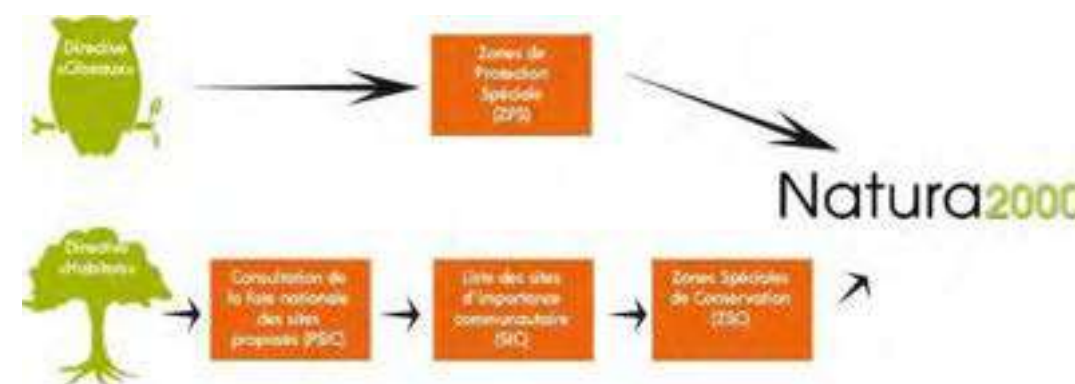 Directive
«Oiseaux»
Zones de
Protection
Spéciale
(ZPS)
Natura2000
Directive
«Habitats»
Consultation de
la
nationale
des sites
proposés (PSIC)
Liste des sites
d'importance
communautaire
(SIC)
Zones Spéciales
de Conservation
(ZSC)